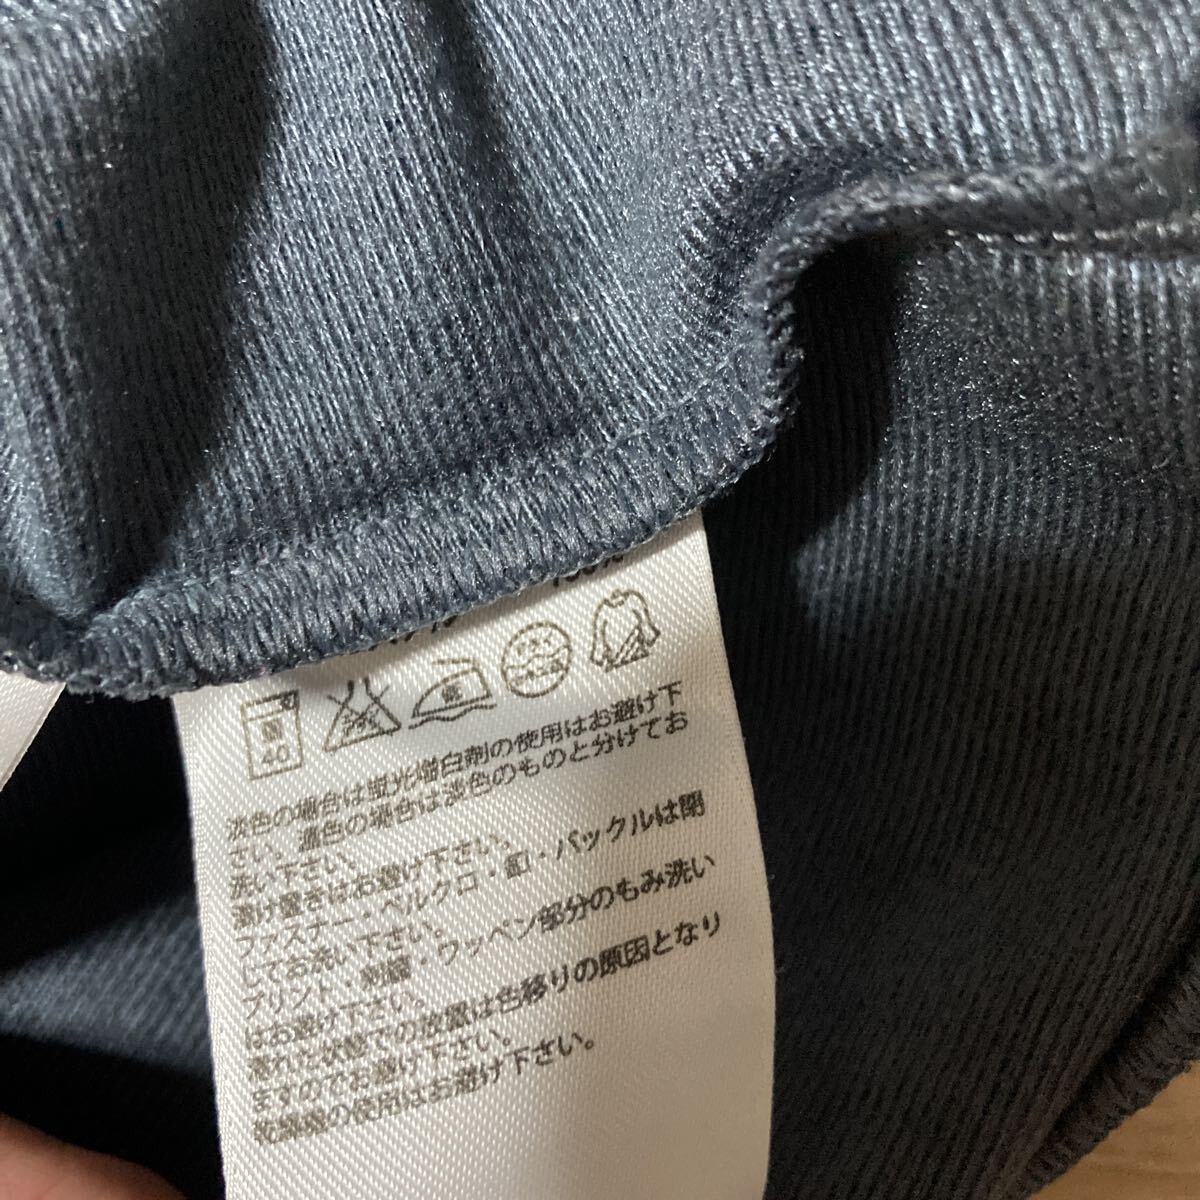 40
淡色の場合は蛍光増白剤の使用はお避け下
さい。濃色の場合は淡色のものと分けてお
洗い下さい。
漬け置きはお避け下さい。
ファスナー・ベルクロ・釦・バックルは閉
じてお洗い下さい。
プリント・刺繍・ワッペン部分のもみ洗い
はお避け下さい。
濡れた状態での放置は色移りの原因となり
ますのでお避け下さい。
乾燥機の使用はお避け下さい。